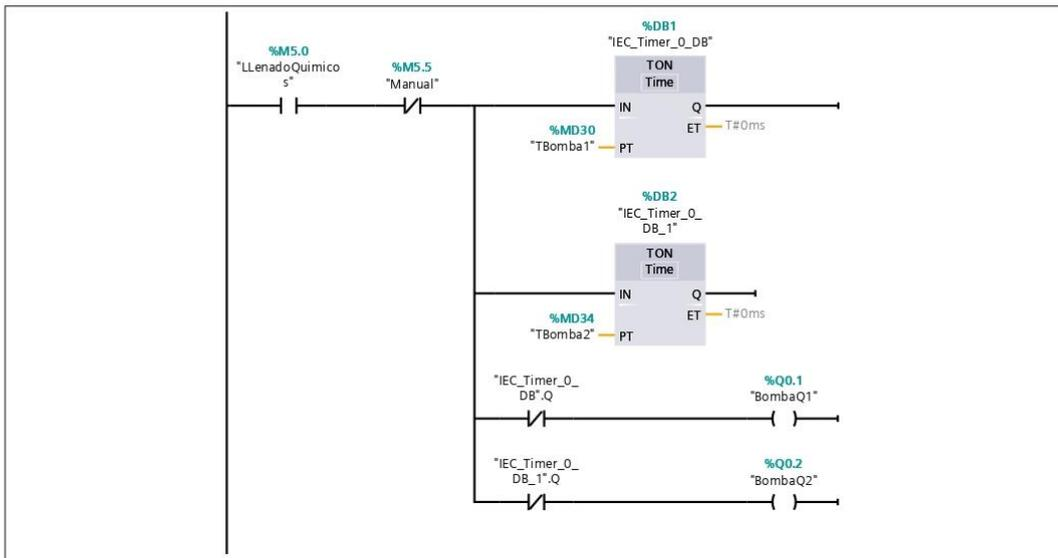 %DB1
"IEC_Timer_0_DB"
%M5.0
"LLenadoQuimico
s"
%M5.5
"Manual"
TON
Time
IN
Q
ET
T#0ms
%MD30
"TBomba1"
PT
%DB2
"IEC_Timer_0_
DB_1"
TON
Time
IN
Q
ET
T#0ms
%MD34
"TBomba2"
PT
"IEC_Timer_0_
DB".Q
%Q0.1
"BombaQ1"
"IEC_Timer_0_
DB_1".Q
%Q0.2
"BombaQ2"